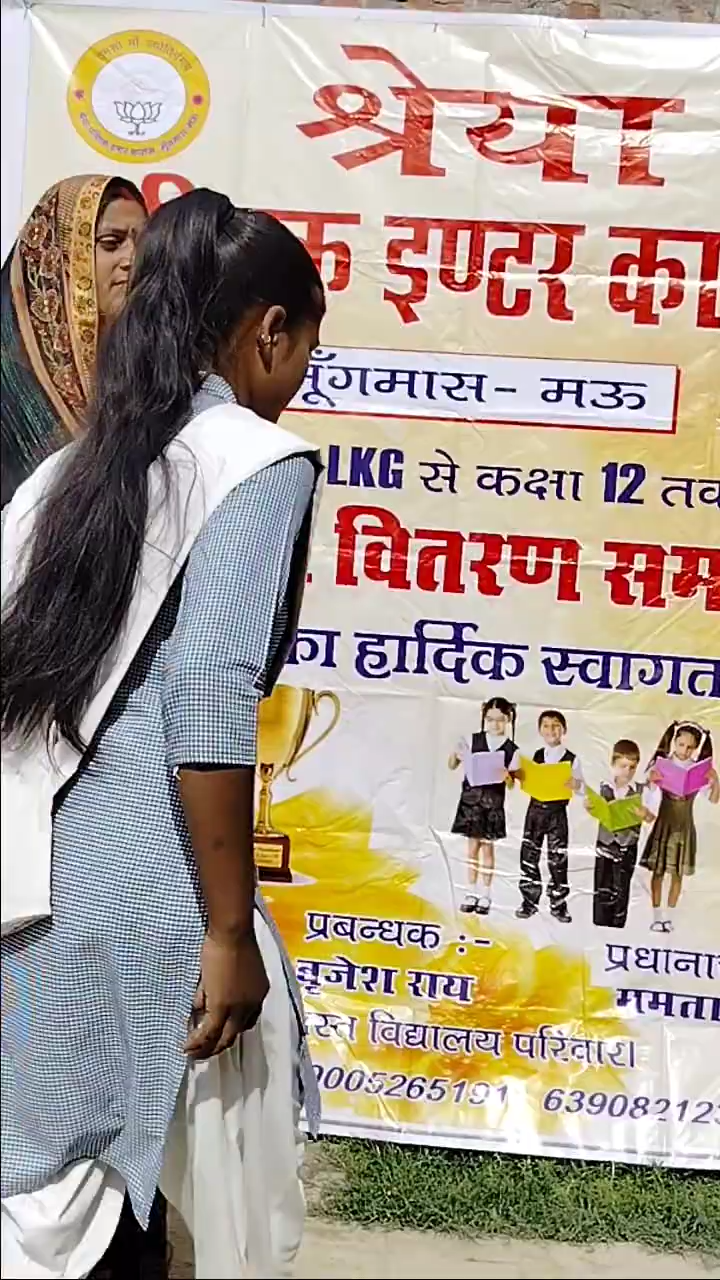 श्रेया
इण्टर का
मूँगमास- मऊ
LKG से कक्षा 12 तक
वितरण सम
का हार्दिक स्वागत
प्रबन्धक :-
बृजेश राय
प्रधाना
ममता
स्त विद्यालय परिवार।
9005265191, 639082123